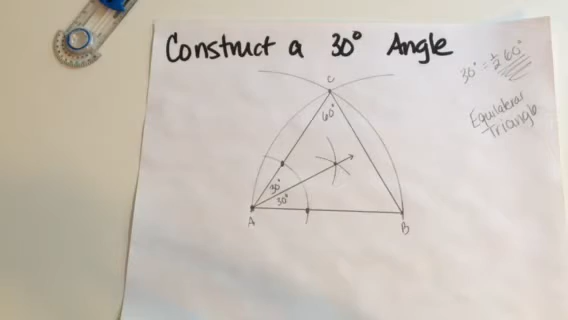 Construct a 30° Angle
30° = ½ 60°
Equilateral
Triangle
C
60°
30°
30°
A
B